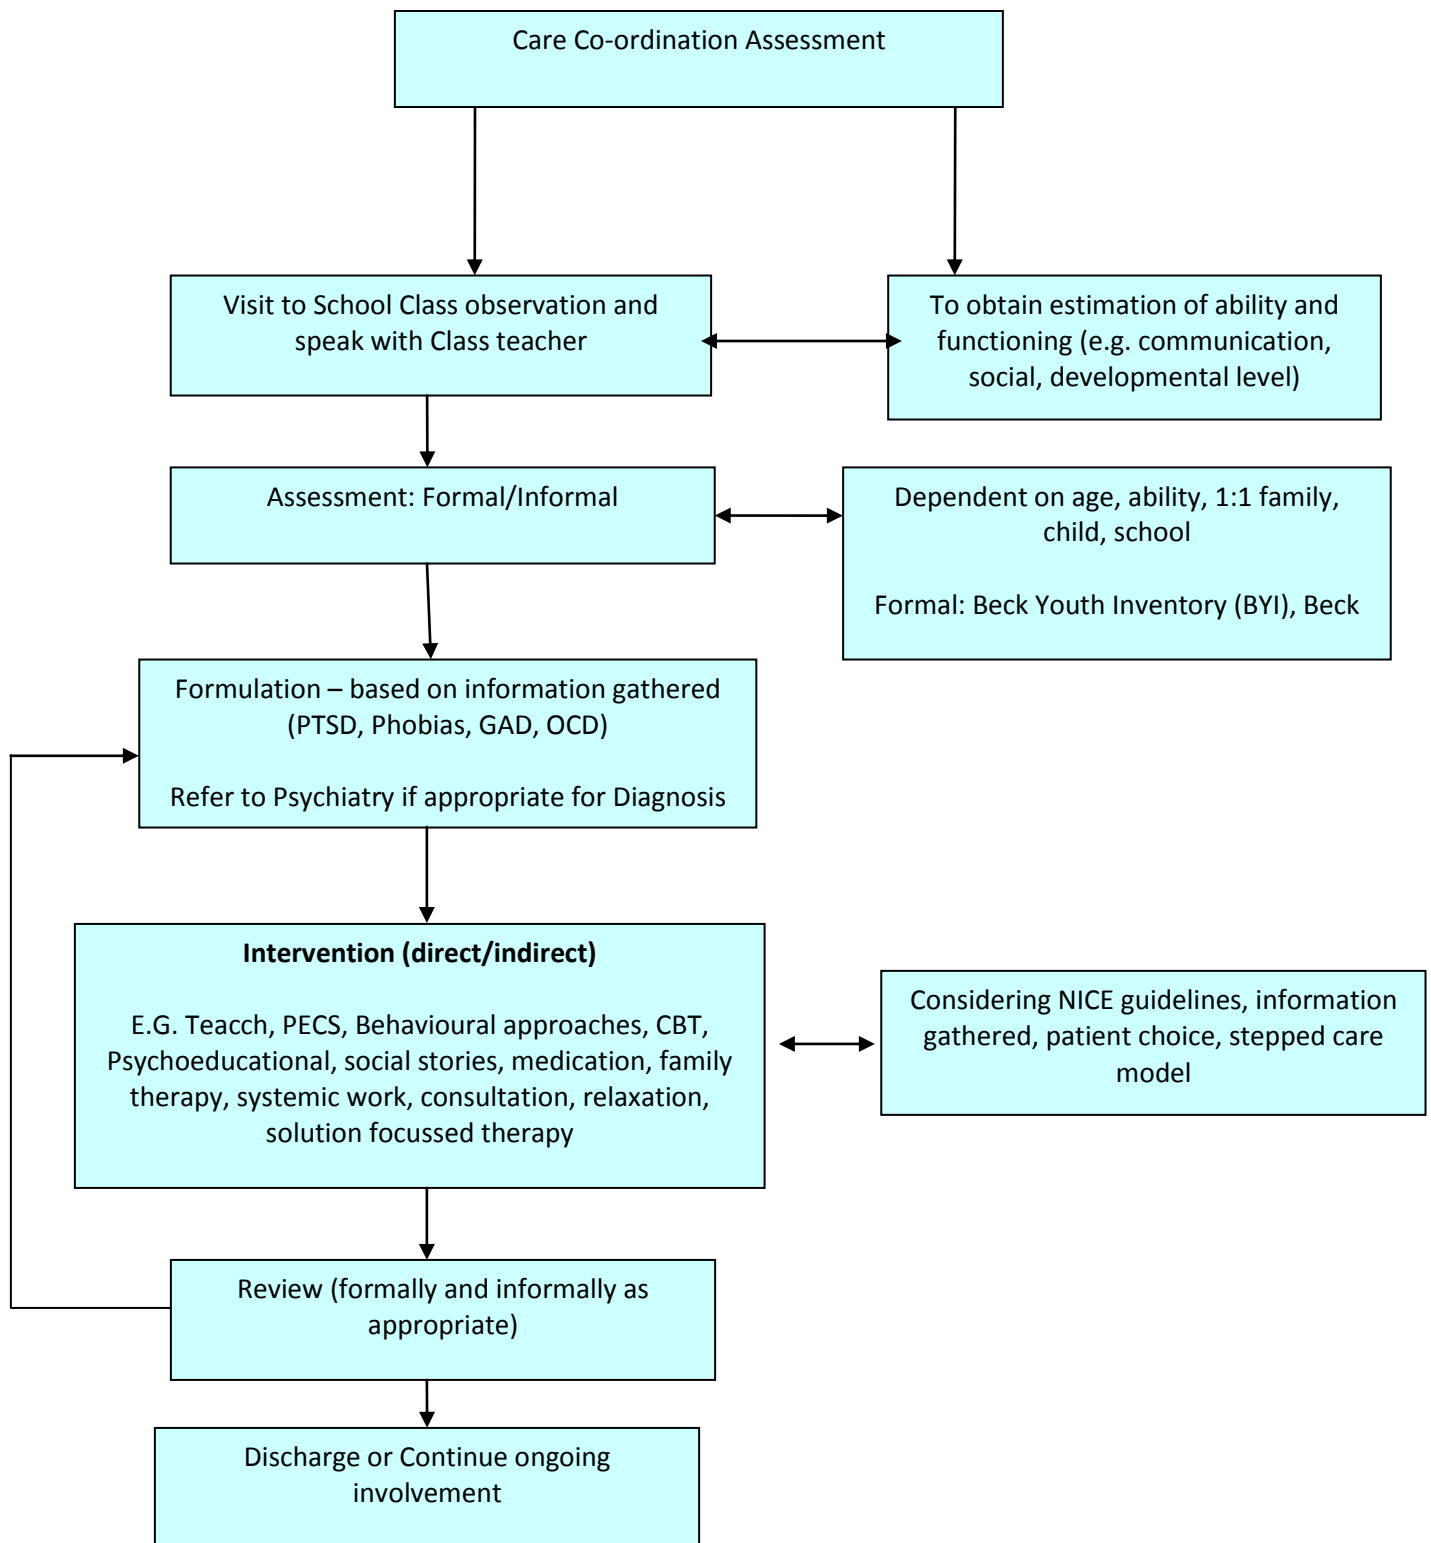 Care Co-ordination Assessment
Visit to School Class observation and
speak with Class teacher
To obtain estimation of ability and
functioning (e.g. communication,
social, developmental level)
Assessment: Formal/Informal
Dependent on age, ability, 1:1 family,
child, school
Formal: Beck Youth Inventory (BYI), Beck
Formulation – based on information gathered
(PTSD, Phobias, GAD, OCD)
Refer to Psychiatry if appropriate for Diagnosis
Intervention (direct/indirect)
E.G. Teacch, PECS, Behavioural approaches, CBT,
Psychoeducational, social stories, medication, family
therapy, systemic work, consultation, relaxation,
solution focussed therapy
Considering NICE guidelines, information
gathered, patient choice, stepped care
model
Review (formally and informally as
appropriate)
Discharge or Continue ongoing
involvement